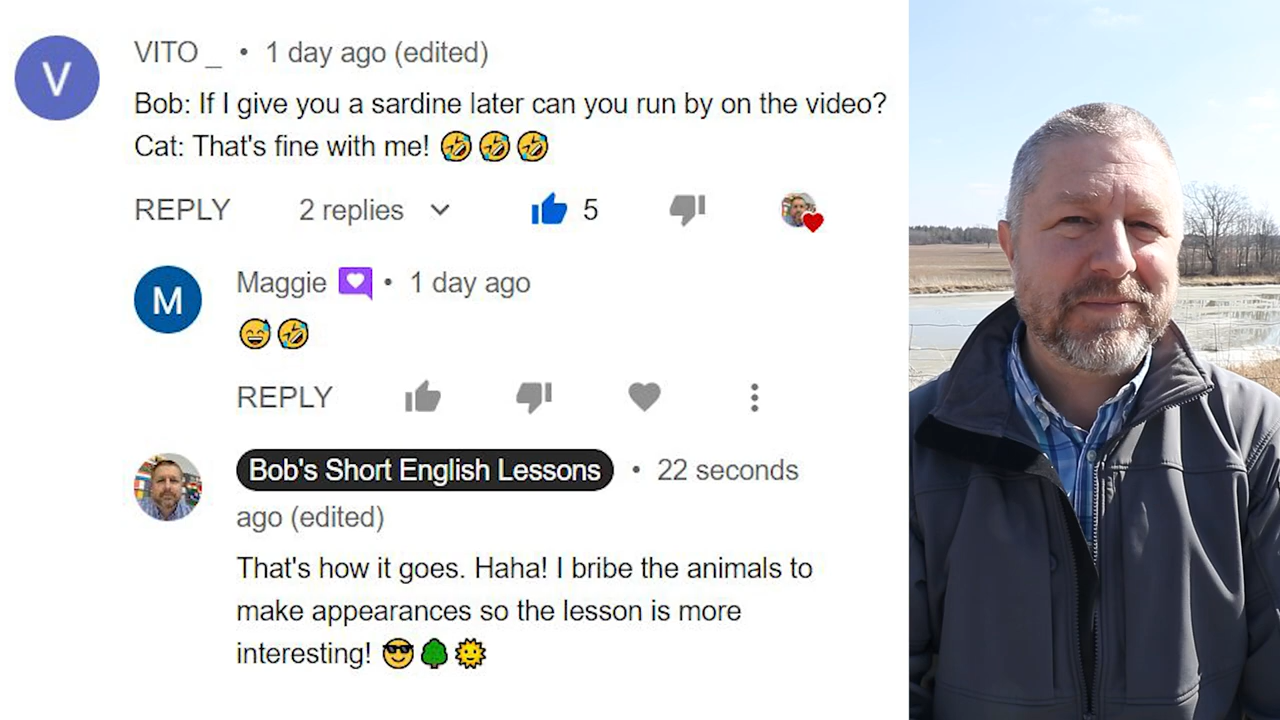 V
VITO _ • 1 day ago (edited)
Bob: If I give you a sardine later can you run by on the video?
Cat: That's fine with me! 🤣🤣🤣
REPLY 2 replies 5
M
Maggie • 1 day ago
😅🤣
REPLY
Bob's Short English Lessons • 22 seconds
ago (edited)
That's how it goes. Haha! I bribe the animals to
make appearances so the lesson is more
interesting! 😎🌳🌞